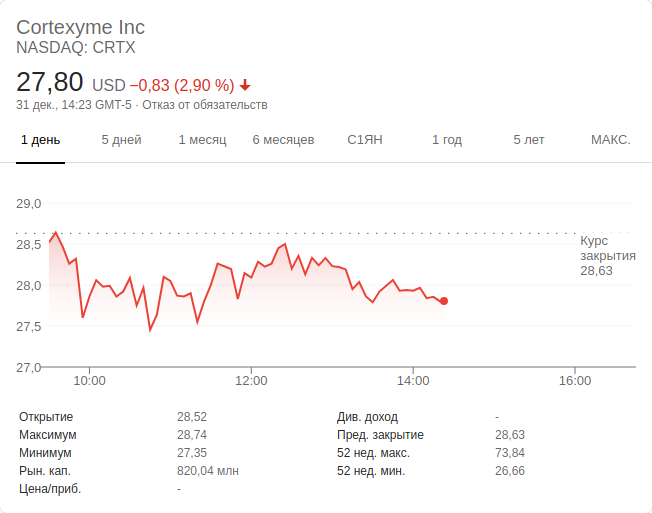 Cortexyme Inc
NASDAQ: CRTX
27,80 USD −0,83 (2,90 %)
31 дек., 14:23 GMT-5 · Отказ от обязательств
1 день 5 дней 1 месяц 6 месяцев С1ЯН 1 год 5 лет МАКС.
29,0
28,5
28,0
27,5
27,0
Курс
закрытия
28,63
10:00 12:00 14:00 16:00
Открытие 28,52
Максимум 28,74
Минимум 27,35
Рын. кап. 820,04 млн
Цена/приб. -
Див. доход -
Пред. закрытие 28,63
52 нед. макс. 73,84
52 нед. мин. 26,66